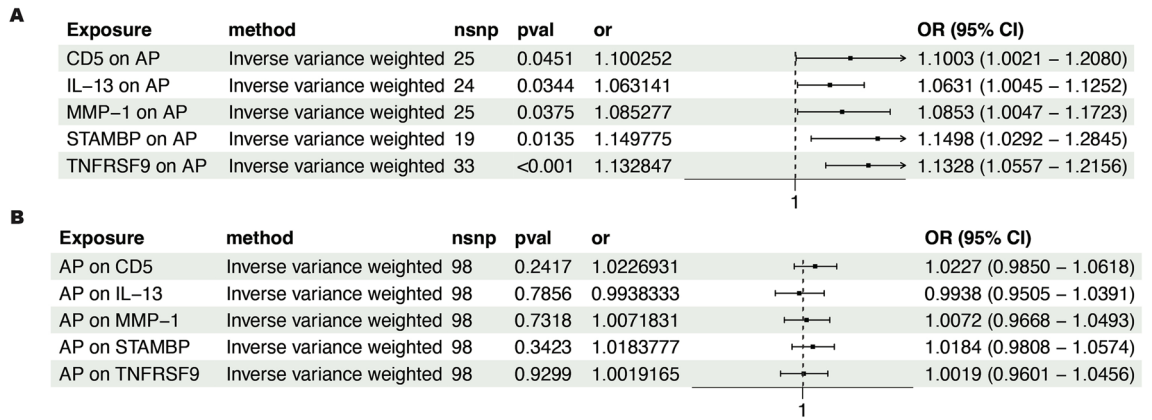 A
Exposure method nsnp pval or OR (95% CI)
CD5 on AP Inverse variance weighted 25 0.0451 1.100252 1.1003 (1.0021 – 1.2080)
IL−13 on AP Inverse variance weighted 24 0.0344 1.063141 1.0631 (1.0045 – 1.1252)
MMP−1 on AP Inverse variance weighted 25 0.0375 1.085277 1.0853 (1.0047 – 1.1723)
STAMBP on AP Inverse variance weighted 19 0.0135 1.149775 1.1498 (1.0292 – 1.2845)
TNFRSF9 on AP Inverse variance weighted 33 <0.001 1.132847 1.1328 (1.0557 – 1.2156)
1
B
Exposure method nsnp pval or OR (95% CI)
AP on CD5 Inverse variance weighted 98 0.2417 1.0226931 1.0227 (0.9850 – 1.0618)
AP on IL−13 Inverse variance weighted 98 0.7856 0.9938333 0.9938 (0.9505 – 1.0391)
AP on MMP−1 Inverse variance weighted 98 0.7318 1.0071831 1.0072 (0.9668 – 1.0493)
AP on STAMBP Inverse variance weighted 98 0.3423 1.0183777 1.0184 (0.9808 – 1.0574)
AP on TNFRSF9 Inverse variance weighted 98 0.9299 1.0019165 1.0019 (0.9601 – 1.0456)
1